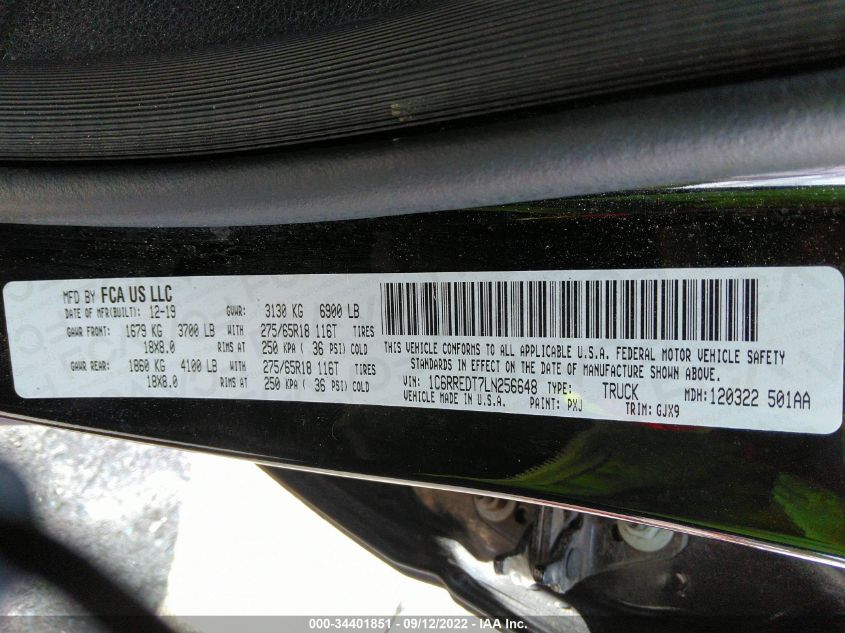 MFD BY FCA US LLC
DATE OF MFR(BUILT): 12-19 GVWR: 3130 KG 6900 LB
GAWR FRONT: 1679 KG 3700 LB WITH 275/65R18 116T TIRES
18X8.0 RIMS AT 250 KPA ( 36 PSI) COLD
GAWR REAR: 1860 KG 4100 LB WITH 275/65R18 116T TIRES
18X8.0 RIMS AT 250 KPA ( 36 PSI) COLD
THIS VEHICLE CONFORMS TO ALL APPLICABLE U.S.A. FEDERAL MOTOR VEHICLE SAFETY
STANDARDS IN EFFECT ON THE DATE OF MANUFACTURE SHOWN ABOVE.
VIN: 1C6RREDT7LN256648 TYPE: TRUCK MDH: 120322 501AA
VEHICLE MADE IN U.S.A. PAINT: PXJ TRIM: GJX9
000-34401851 - 09/12/2022 - IAA Inc.